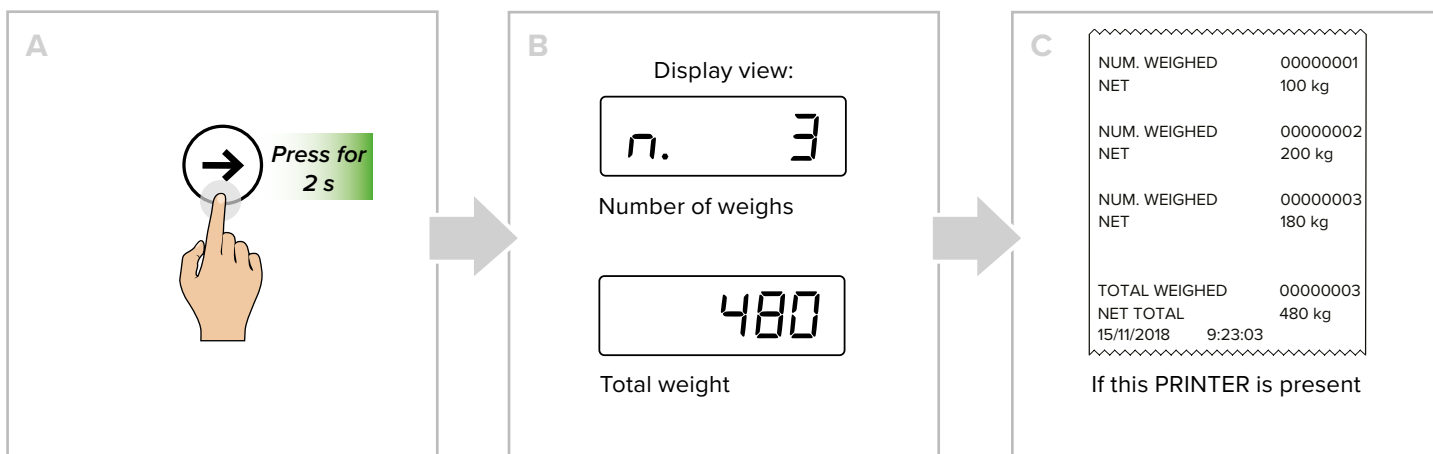 A
Press for
2 s
B
Display view:
n. 3
Number of weighs
480
Total weight
C
NUM. WEIGHED 00000001
NET 100 kg
NUM. WEIGHED 00000002
NET 200 kg
NUM. WEIGHED 00000003
NET 180 kg
TOTAL WEIGHED 00000003
NET TOTAL 480 kg
15/11/2018 9:23:03
If this PRINTER is present